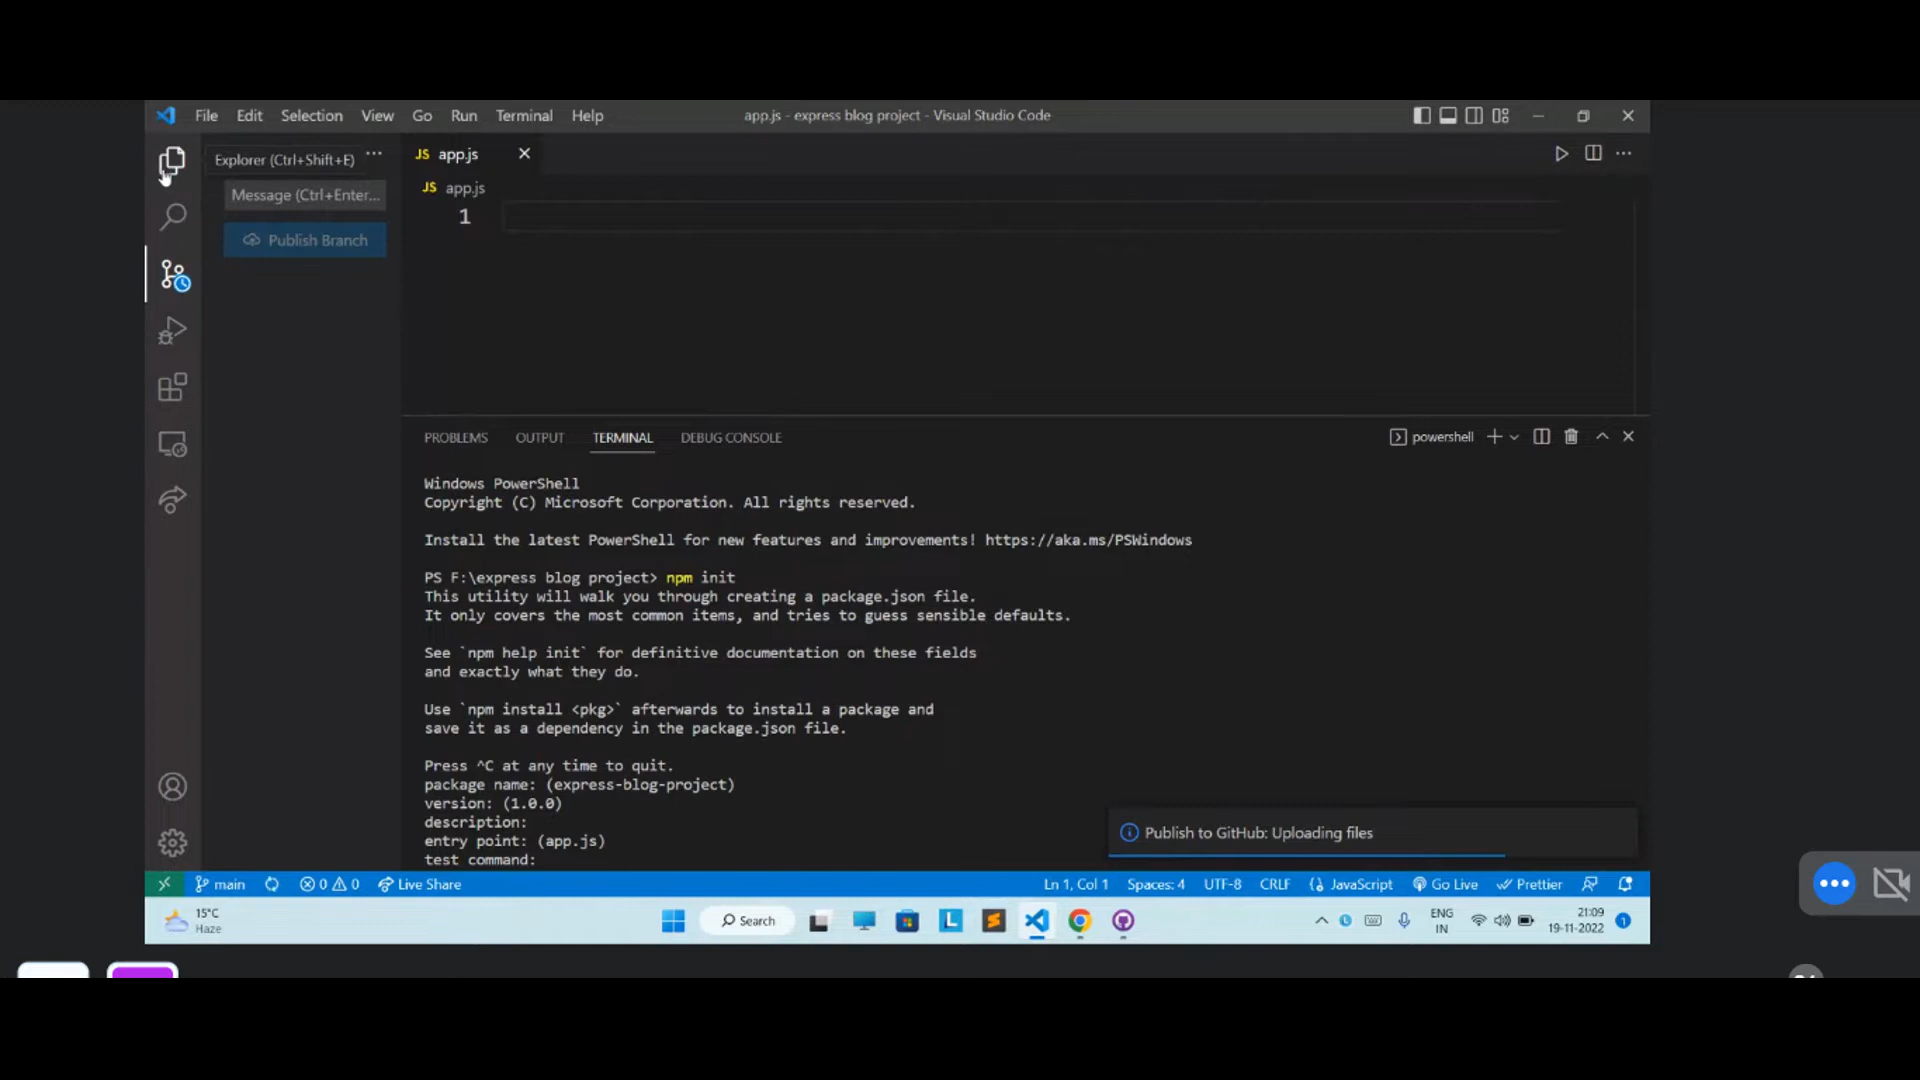 File Edit Selection View Go Run Terminal Help app.js - express blog project - Visual Studio Code
Explorer (Ctrl+Shift+E) ··· JS app.js
Message (Ctrl+Enter... JS app.js
1
Publish Branch
PROBLEMS OUTPUT TERMINAL DEBUG CONSOLE powershell
Windows PowerShell
Copyright (C) Microsoft Corporation. All rights reserved.
Install the latest PowerShell for new features and improvements! https://aka.ms/PSWindows
PS F:\express blog project> npm init
This utility will walk you through creating a package.json file.
It only covers the most common items, and tries to guess sensible defaults.
See `npm help init` for definitive documentation on these fields
and exactly what they do.
Use `npm install <pkg>` afterwards to install a package and
save it as a dependency in the package.json file.
Press ^C at any time to quit.
package name: (express-blog-project)
version: (1.0.0)
description:
entry point: (app.js)
test command:
Publish to GitHub: Uploading files
main 0 0 Live Share Ln 1, Col 1 Spaces: 4 UTF-8 CRLF JavaScript Go Live Prettier
15°C
Haze
Search
L
ENG
IN
21:09
19-11-2022
1